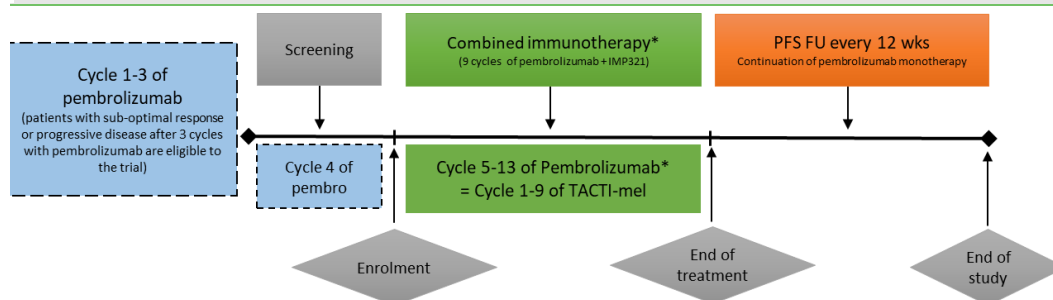 Cycle 1-3 of
pembrolizumab
(patients with sub-optimal response
or progressive disease after 3 cycles
with pembrolizumab are eligible to
the trial)
Screening
Combined immunotherapy*
(9 cycles of pembrolizumab + IMP321)
PFS FU every 12 wks
Continuation of pembrolizumab monotherapy
Cycle 4 of
pembro
Cycle 5-13 of Pembrolizumab*
= Cycle 1-9 of TACTI-mel
Enrolment
End of
treatment
End of
study